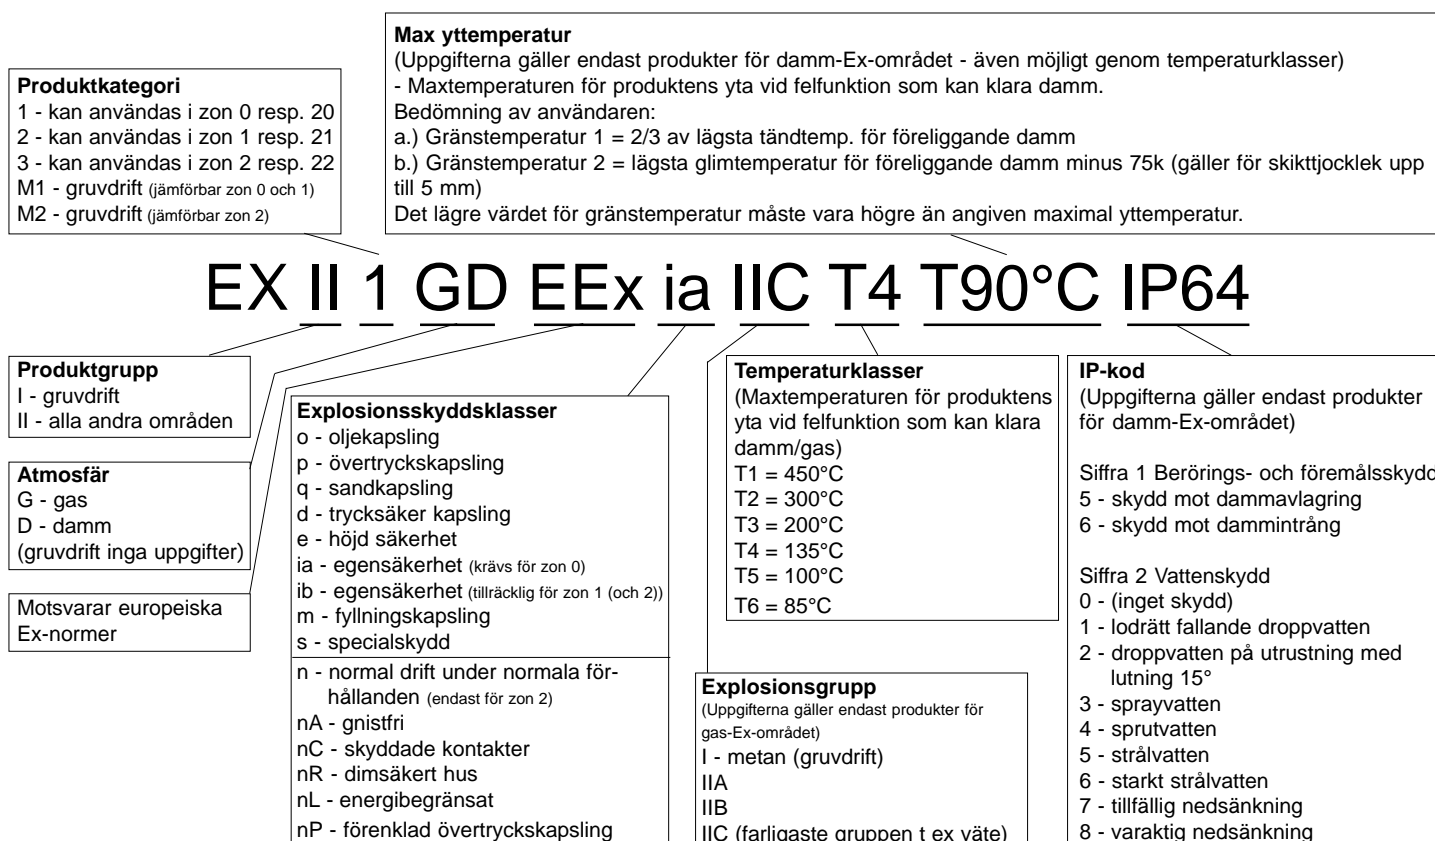 Max yttemperatur
(Uppgifterna gäller endast produkter för damm-Ex-området - även möjligt genom temperaturklasser)
- Maxtemperaturen för produktens yta vid felfunktion som kan klara damm.
Bedömning av användaren:
a.) Gränstemperatur 1 = 2/3 av lägsta tändtemp. för föreliggande damm
b.) Gränstemperatur 2 = lägsta glimtemperatur för föreliggande damm minus 75k (gäller för skikttjocklek upp
till 5 mm)
Det lägre värdet för gränstemperatur måste vara högre än angiven maximal yttemperatur.
Produktkategori
1 - kan användas i zon 0 resp. 20
2 - kan användas i zon 1 resp. 21
3 - kan användas i zon 2 resp. 22
M1 - gruvdrift (jämförbar zon 0 och 1)
M2 - gruvdrift (jämförbar zon 2)
EX II 1 GD EEx ia IIC T4 T90°C IP64
Produktgrupp
I - gruvdrift
II - alla andra områden
Atmosfär
G - gas
D - damm
(gruvdrift inga uppgifter)
Motsvarar europeiska
Ex-normer
Explosionsskyddsklasser
o - oljekapsling
p - övertryckskapsling
q - sandkapsling
d - trycksäker kapsling
e - höjd säkerhet
ia - egensäkerhet (krävs för zon 0)
ib - egensäkerhet (tillräcklig för zon 1 (och 2))
m - fyllningskapsling
s - specialskydd
n - normal drift under normala för-
hållanden (endast för zon 2)
nA - gnistfri
nC - skyddade kontakter
nR - dimsäkert hus
nL - energibegränsat
nP - förenklad övertryckskapsling
Temperaturklasser
(Maxtemperaturen för produktens
yta vid felfunktion som kan klara
damm/gas)
T1 = 450°C
T2 = 300°C
T3 = 200°C
T4 = 135°C
T5 = 100°C
T6 = 85°C
Explosionsgrupp
(Uppgifterna gäller endast produkter för
gas-Ex-området)
I - metan (gruvdrift)
IIA
IIB
IIC (farligaste gruppen t ex väte)
IP-kod
(Uppgifterna gäller endast produkter
för damm-Ex-området)
Siffra 1 Berörings- och föremålsskydd
5 - skydd mot dammavlagring
6 - skydd mot dammintrång
Siffra 2 Vattenskydd
0 - (inget skydd)
1 - lodrätt fallande droppvatten
2 - droppvatten på utrustning med
lutning 15°
3 - sprayvatten
4 - sprutvatten
5 - strålvatten
6 - starkt strålvatten
7 - tillfällig nedsänkning
8 - varaktig nedsänkning